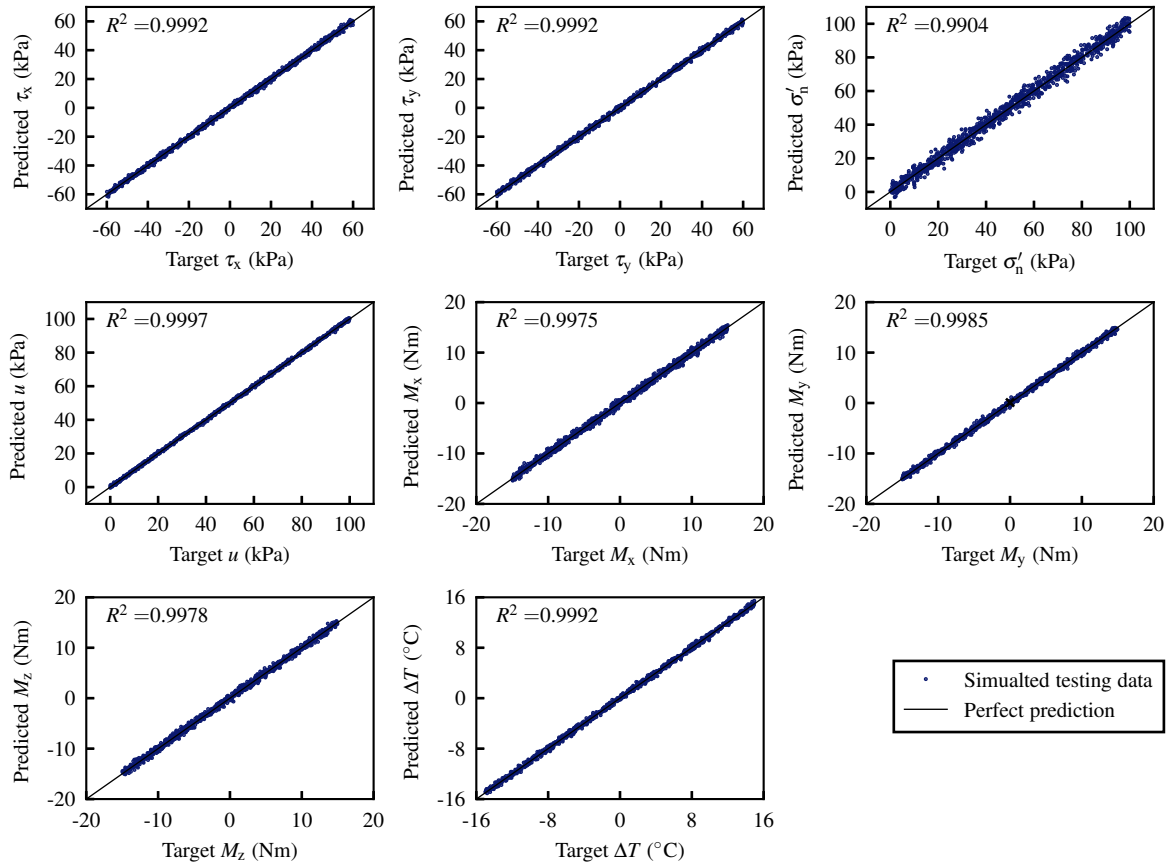 R² =0.9992
60
40
20
0
-20
-40
-60
Predicted τx (kPa)
-60 -40 -20 0 20 40 60
Target τx (kPa)
R² =0.9992
60
40
20
0
-20
-40
-60
Predicted τy (kPa)
-60 -40 -20 0 20 40 60
Target τy (kPa)
R² =0.9904
100
80
60
40
20
0
Predicted σ′n (kPa)
0 20 40 60 80 100
Target σ′n (kPa)
R² =0.9997
100
80
60
40
20
0
Predicted u (kPa)
0 20 40 60 80 100
Target u (kPa)
R² =0.9975
20
10
0
-10
-20
Predicted Mx (Nm)
-20 -10 0 10 20
Target Mx (Nm)
R² =0.9985
20
10
0
-10
-20
Predicted My (Nm)
-20 -10 0 10 20
Target My (Nm)
R² =0.9978
20
10
0
-10
-20
Predicted Mz (Nm)
-20 -10 0 10 20
Target Mz (Nm)
R² =0.9992
16
8
0
-8
-16
Predicted ΔT (°C)
-16 -8 0 8 16
Target ΔT (°C)
Simualted testing data
Perfect prediction